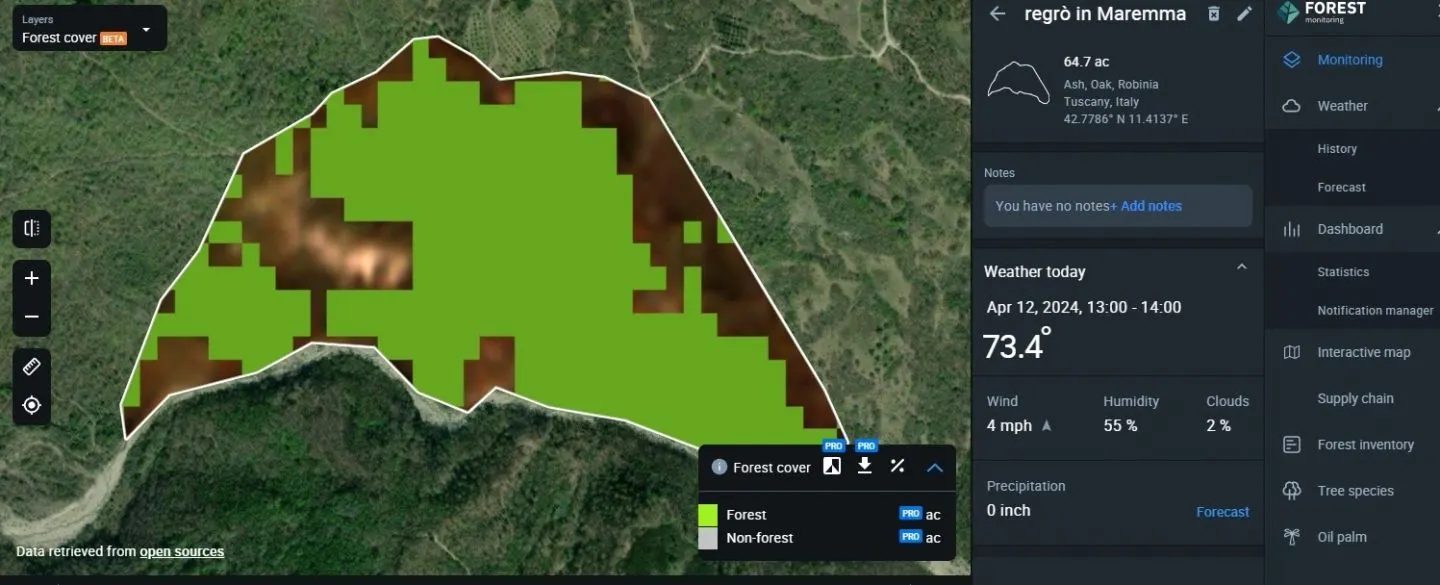 Layers
Forest cover BETA
Data retrieved from open sources
PRO PRO
Forest cover
Forest PRO ac
Non-forest PRO ac
regrò in Maremma
64.7 ac
Ash, Oak, Robinia
Tuscany, Italy
42.7786° N 11.4137° E
Notes
You have no notes+ Add notes
Weather today
Apr 12, 2024, 13:00 - 14:00
73.4°
Wind Humidity Clouds
4 mph 55 % 2 %
Precipitation
0 inch Forecast
FOREST
monitoring
Monitoring
Weather
History
Forecast
Dashboard
Statistics
Notification manager
Interactive map
Supply chain
Forest inventory
Tree species
Oil palm